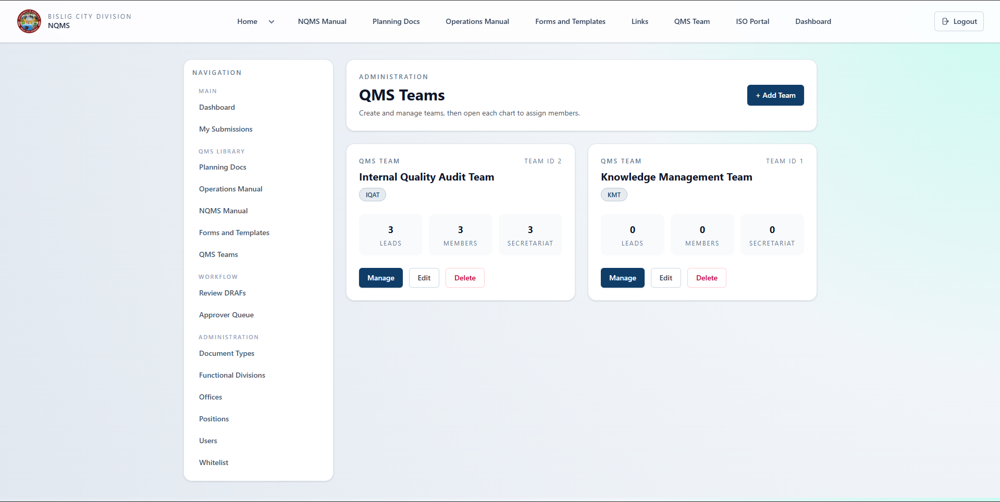 BISLIG CITY DIVISION
NQMS
Home
NQMS Manual
Planning Docs
Operations Manual
Forms and Templates
Links
QMS Team
ISO Portal
Dashboard
Logout
NAVIGATION
MAIN
Dashboard
My Submissions
QMS LIBRARY
Planning Docs
Operations Manual
NQMS Manual
Forms and Templates
QMS Teams
WORKFLOW
Review DRAFs
Approver Queue
ADMINISTRATION
Document Types
Functional Divisions
Offices
Positions
Users
Whitelist
ADMINISTRATION
QMS Teams
Create and manage teams, then open each chart to assign members.
+ Add Team
QMS TEAM
TEAM ID 2
Internal Quality Audit Team
IQAT
3
LEADS
3
MEMBERS
3
SECRETARIAT
Manage
Edit
Delete
QMS TEAM
TEAM ID 1
Knowledge Management Team
KMT
0
LEADS
0
MEMBERS
0
SECRETARIAT
Manage
Edit
Delete